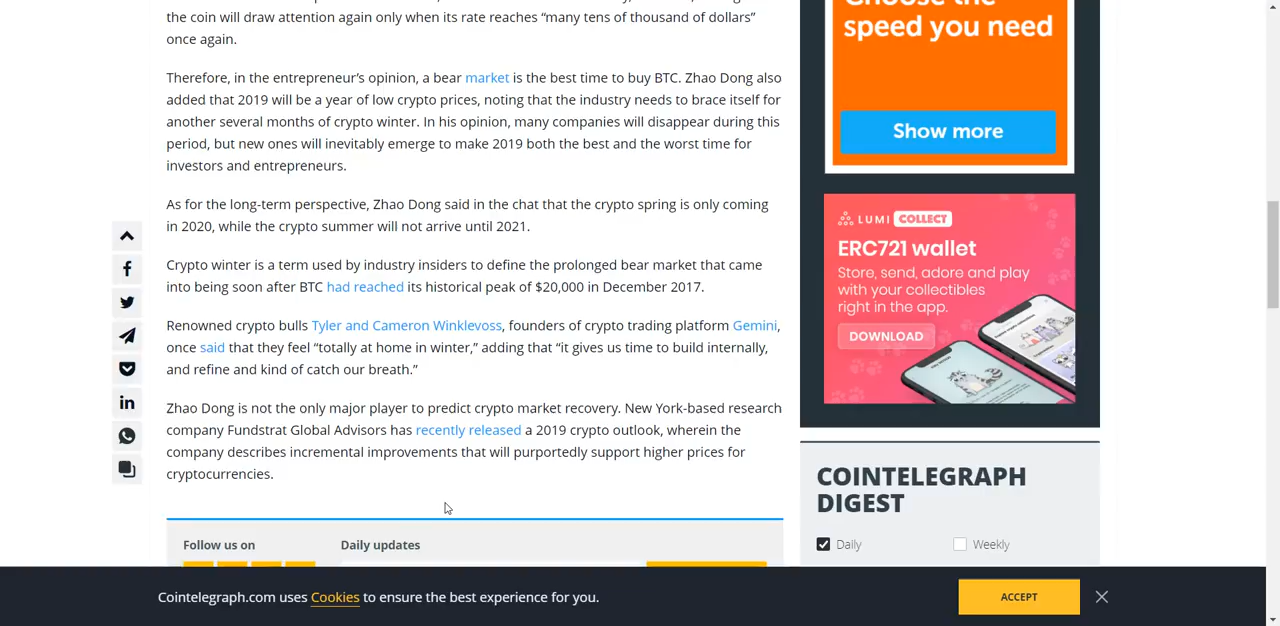 the coin will draw attention again only when its rate reaches “many tens of thousand of dollars”
once again.
Therefore, in the entrepreneur’s opinion, a bear market is the best time to buy BTC. Zhao Dong also
added that 2019 will be a year of low crypto prices, noting that the industry needs to brace itself for
another several months of crypto winter. In his opinion, many companies will disappear during this
period, but new ones will inevitably emerge to make 2019 both the best and the worst time for
investors and entrepreneurs.
As for the long-term perspective, Zhao Dong said in the chat that the crypto spring is only coming
in 2020, while the crypto summer will not arrive until 2021.
Crypto winter is a term used by industry insiders to define the prolonged bear market that came
into being soon after BTC had reached its historical peak of $20,000 in December 2017.
Renowned crypto bulls Tyler and Cameron Winklevoss, founders of crypto trading platform Gemini,
once said that they feel “totally at home in winter,” adding that “it gives us time to build internally,
and refine and kind of catch our breath.”
Zhao Dong is not the only major player to predict crypto market recovery. New York-based research
company Fundstrat Global Advisors has recently released a 2019 crypto outlook, wherein the
company describes incremental improvements that will purportedly support higher prices for
cryptocurrencies.
Follow us on
Daily updates
speed you need
Show more
LUMI COLLECT
ERC721 wallet
Store, send, adore and play
with your collectibles
right in the app.
DOWNLOAD
COINTELEGRAPH
DIGEST
Daily
Weekly
Cointelegraph.com uses Cookies to ensure the best experience for you.
ACCEPT